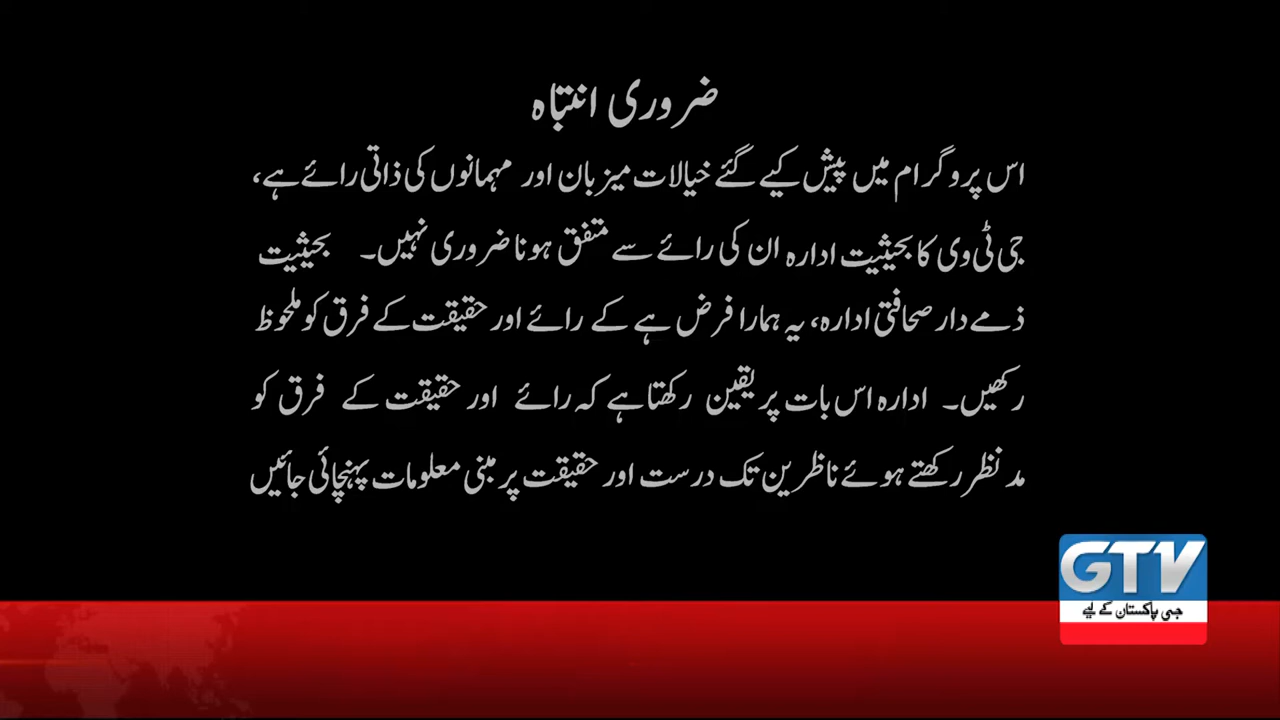 ضروری انتباہ
اس پروگرام میں پیش کیے گئے خیالات میزبان اور مہمانوں کی ذاتی رائے ہے،
جی ٹی وی کا بحیثیت ادارہ ان کی رائے سے متفق ہونا ضروری نہیں۔ بحیثیت
ذمے دار صحافتی ادارہ، یہ ہمارا فرض ہے کے رائے اور حقیقت کے فرق کو ملحوظ
رکھیں۔ ادارہ اس بات پر یقین رکھتا ہے کہ رائے اور حقیقت کے فرق کو
مد نظر رکھتے ہوئے ناظرین تک درست اور حقیقت پر مبنی معلومات پہنچائی جائیں
GTV
جی پاکستان کے لیے